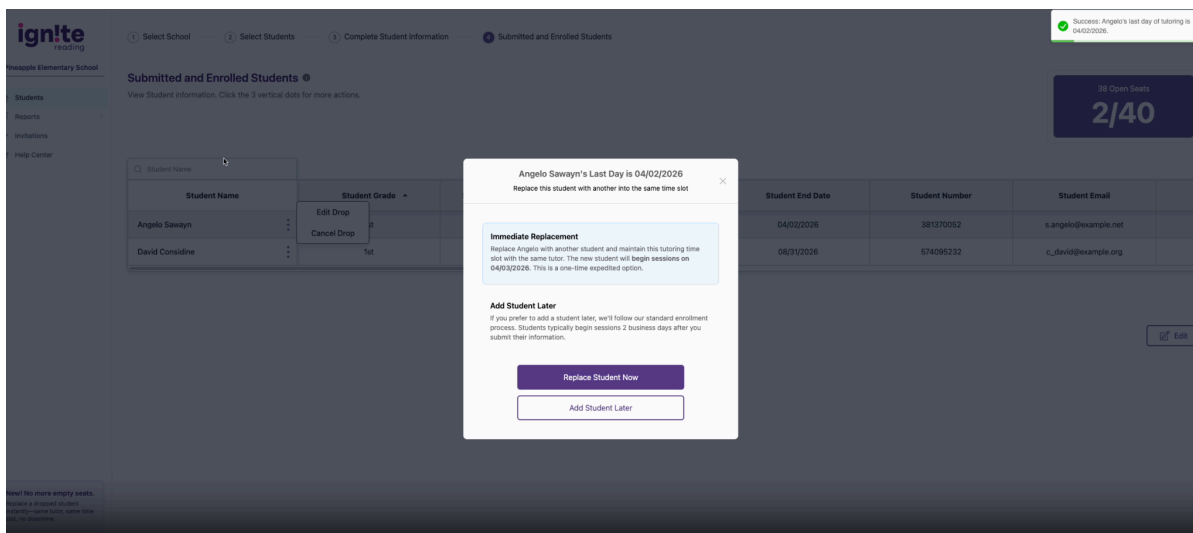 ign!te
reading
1 Select School
2 Select Students
3 Complete Student Information
4 Submitted and Enrolled Students
Success: Angelo's last day of tutoring is
04/02/2026.
Pineapple Elementary School
Students
Reports
Invitations
Help Center
Submitted and Enrolled Students
View Student information. Click the 3 vertical dots for more actions.
38 Open Seats
2/40
Student Name
Student Name
Student Grade
Student End Date
Student Number
Student Email
Edit Drop
Cancel Drop
Angelo Sawayn
04/02/2026
381370052
s.angelo@example.net
David Considine
1st
08/31/2026
574095232
c_david@example.org
Edit
Angelo Sawayn's Last Day is 04/02/2026
Replace this student with another into the same time slot
Immediate Replacement
Replace Angelo with another student and maintain this tutoring time
slot with the same tutor. The new student will begin sessions on
04/03/2026. This is a one-time expedited option.
Add Student Later
If you prefer to add a student later, we'll follow our standard enrollment
process. Students typically begin sessions 2 business days after you
submit their information.
Replace Student Now
Add Student Later
New! No more empty seats.
Replace a dropped student
instantly—same tutor, same time
slot, no downtime.